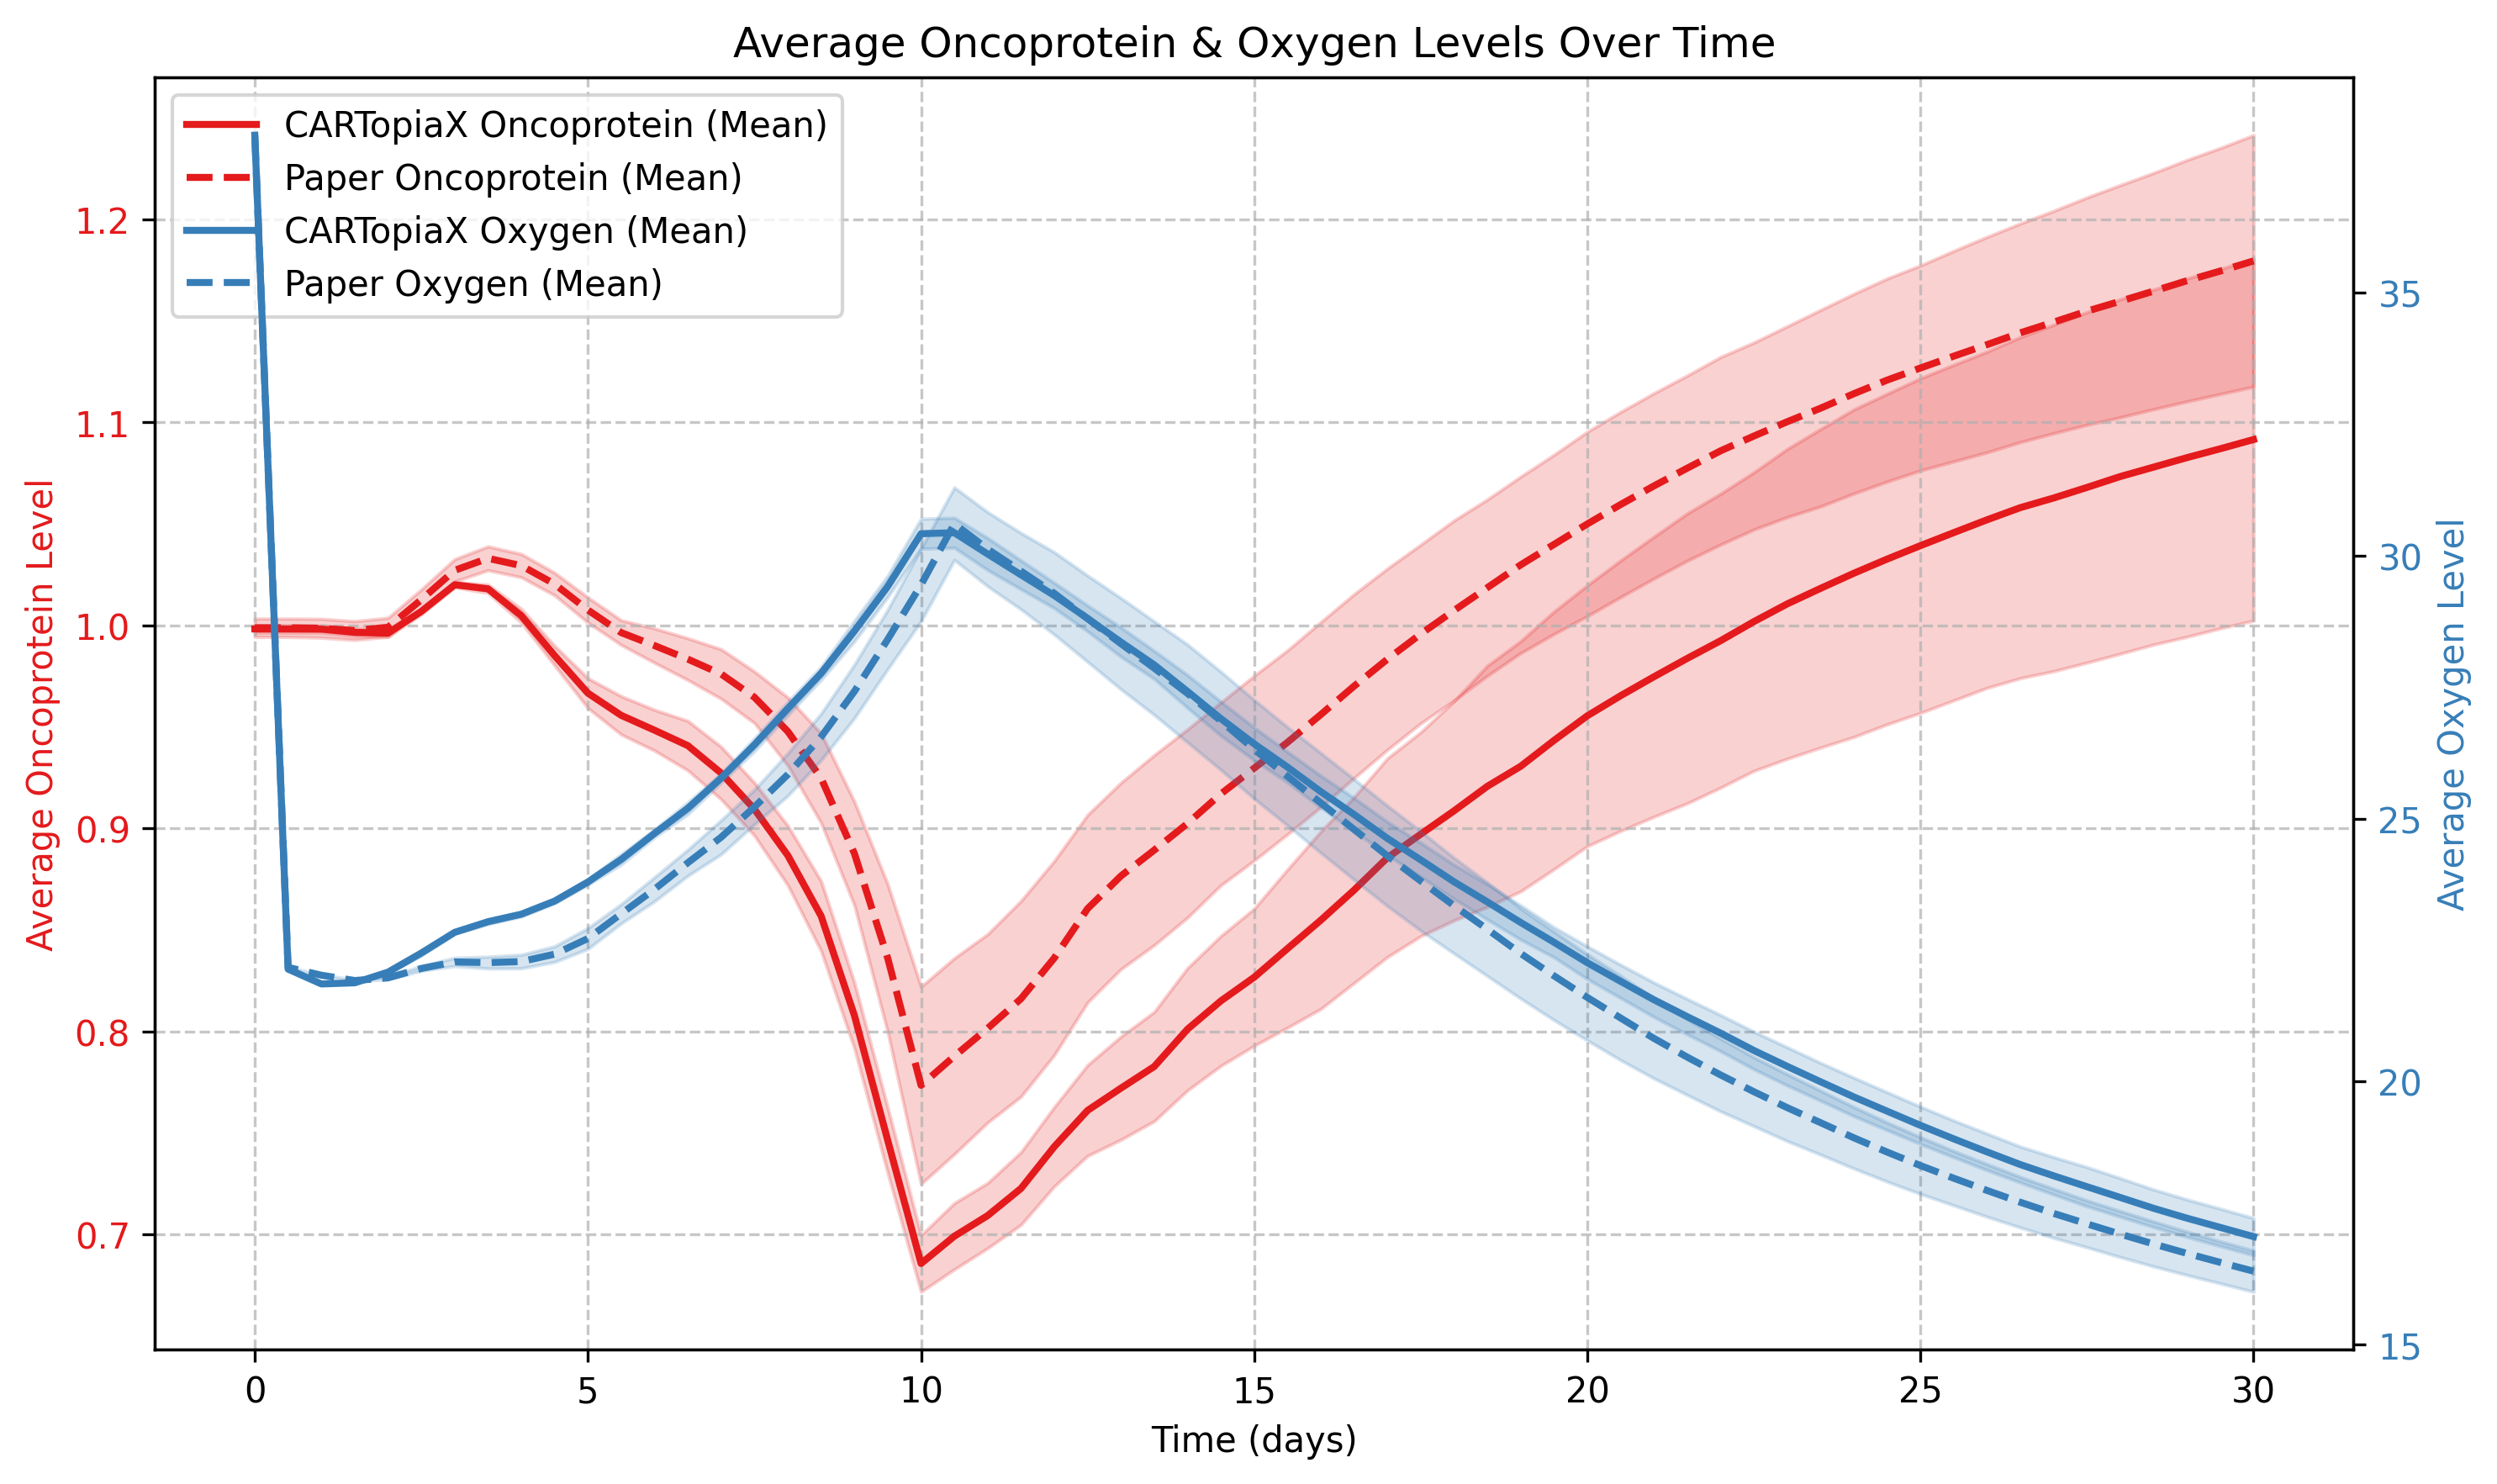 Average Oncoprotein & Oxygen Levels Over Time
CARTopiaX Oncoprotein (Mean)
Paper Oncoprotein (Mean)
CARTopiaX Oxygen (Mean)
Paper Oxygen (Mean)
Average Oncoprotein Level
1.2
1.1
1.0
0.9
0.8
0.7
35
30
25
20
15
Average Oxygen Level
0 5 10 15 20 25 30
Time (days)